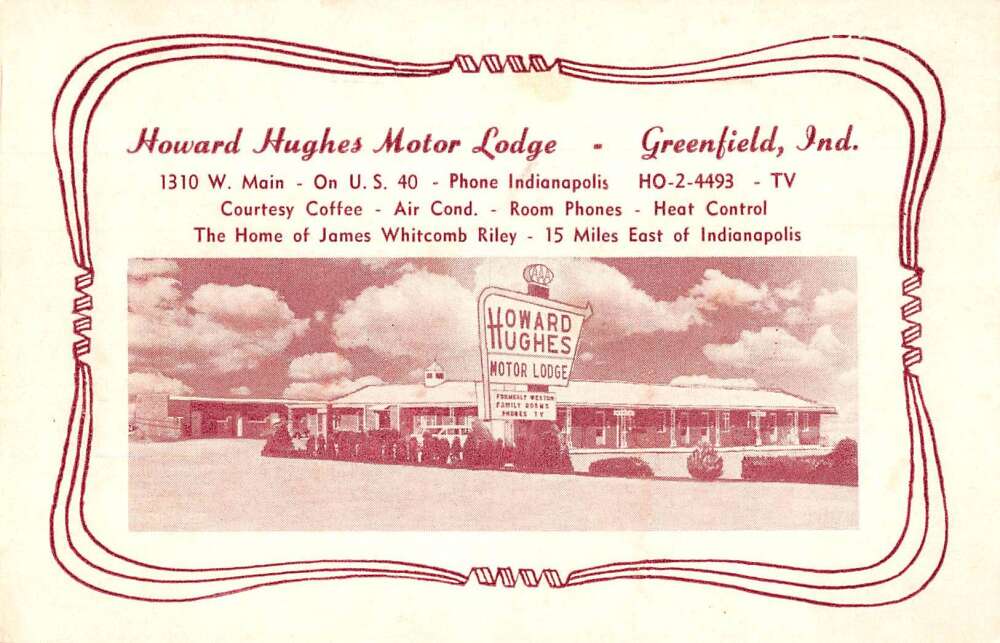 Howard Hughes Motor Lodge - Greenfield, Ind.
1310 W. Main - On U. S. 40 - Phone Indianapolis HO-2-4493 - TV
Courtesy Coffee - Air Cond. - Room Phones - Heat Control
The Home of James Whitcomb Riley - 15 Miles East of Indianapolis
AAA
HOWARD
HUGHES
MOTOR LODGE
FORMERLY WESTON
FAMILY ROOMS
PHONES TV